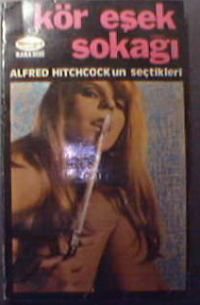 kör eşek
sokağı
ALFRED HITCHCOCK'un seçtikleri